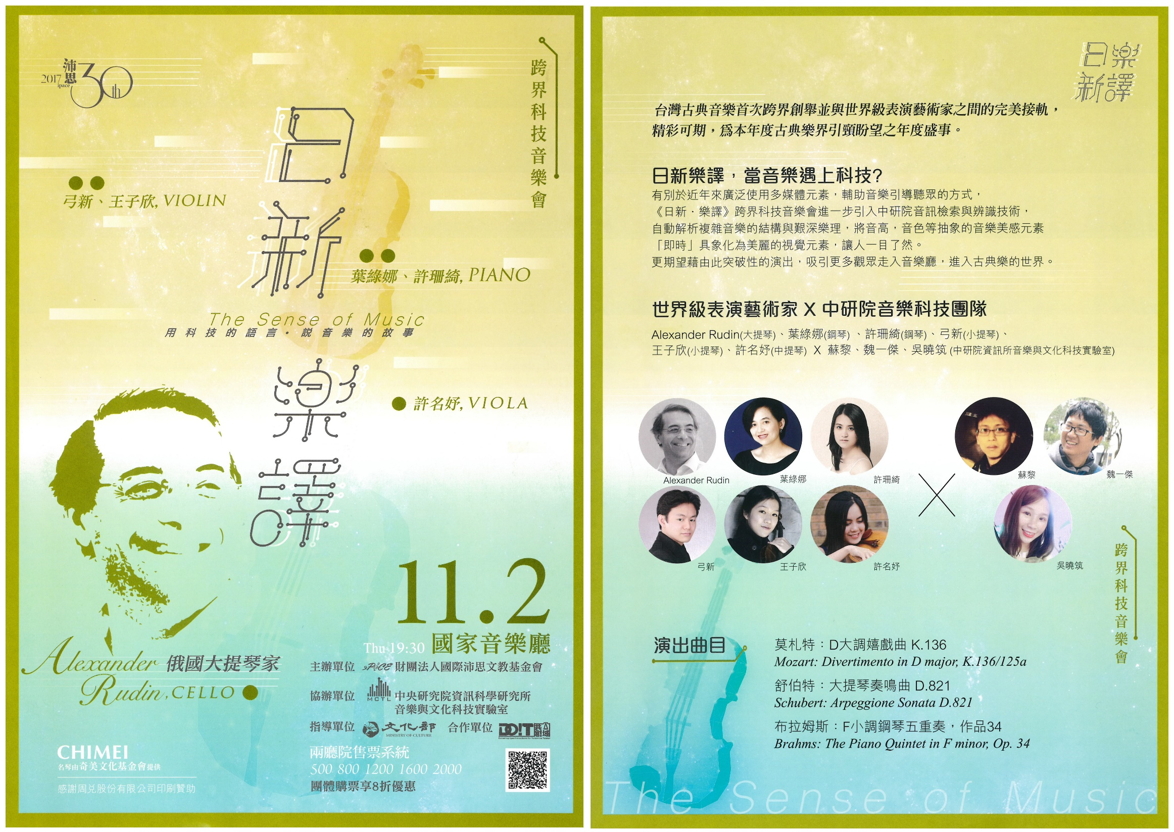 2017 沛思 space 30
跨界科技音樂會
日新
樂譯
弓新、王子欣, VIOLIN
葉綠娜、許珊綺, PIANO
The Sense of Music
用科技的語言・說音樂的故事
許名妤, VIOLA
Alexander
Rudin, CELLO
俄國大提琴家
11.2
Thu 19:30 國家音樂廳
主辦單位 SPACE 財團法人國際沛思文教基金會
協辦單位 MCTL 中央研究院資訊科學研究所
音樂與文化科技實驗室
指導單位 文化部 MINISTRY OF CULTURE 合作單位
兩廳院售票系統
500 800 1200 1600 2000
團體購票享8折優惠
CHIMEI
名琴由奇美文化基金會提供
感謝周兌股份有限公司印刷贊助
日樂
新譯
台灣古典音樂首次跨界創舉並與世界級表演藝術家之間的完美接軌，
精彩可期，為本年度古典樂界引頸盼望之年度盛事。
日新樂譯，當音樂遇上科技?
有別於近年來廣泛使用多媒體元素，輔助音樂引導聽眾的方式，
《日新．樂譯》跨界科技音樂會進一步引入中研院音訊檢索與辨識技術，
自動解析複雜音樂的結構與艱深樂理，將音高，音色等抽象的音樂美感元素
「即時」具象化為美麗的視覺元素，讓人一目了然。
更期望藉由此突破性的演出，吸引更多觀眾走入音樂廳，進入古典樂的世界。
世界級表演藝術家 X 中研院音樂科技團隊
Alexander Rudin(大提琴)、葉綠娜(鋼琴) 、許珊綺(鋼琴)、弓新(小提琴)、
王子欣(小提琴)、許名妤(中提琴) X 蘇黎、魏一傑、吳曉筑 (中研院資訊所音樂與文化科技實驗室)
Alexander Rudin
葉綠娜
許珊綺
蘇黎
魏一傑
弓新
王子欣
許名妤
吳曉筑
跨界科技音樂會
演出曲目
莫札特：D大調嬉戲曲 K.136
Mozart: Divertimento in D major, K.136/125a
舒伯特：大提琴奏鳴曲 D.821
Schubert: Arpeggione Sonata D.821
布拉姆斯：F小調鋼琴五重奏，作品34
Brahms: The Piano Quintet in F minor, Op. 34
The Sense of Music